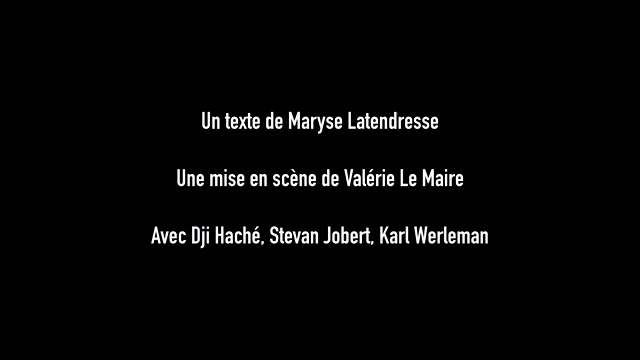 Un texte de Maryse Latendresse
Une mise en scène de Valérie Le Maire
Avec Dji Haché, Stevan Jobert, Karl Werleman